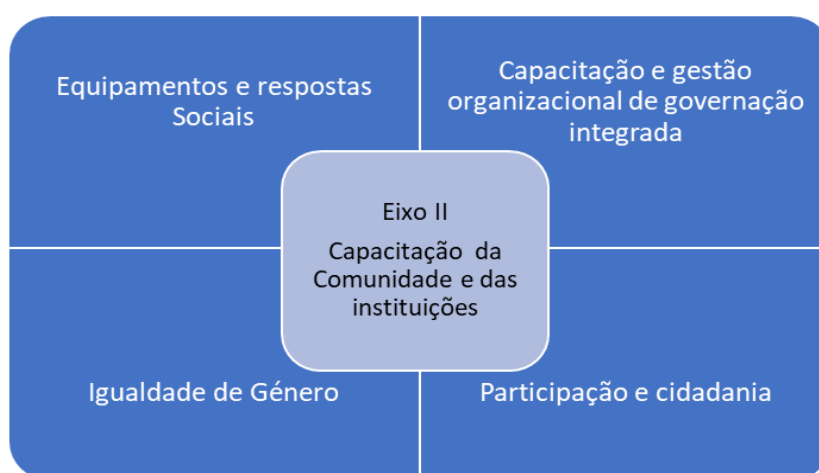 Equipamentos e respostas
Sociais
Capacitação e gestão
organizacional de governação
integrada
Eixo II
Capacitação da
Comunidade e das
instituições
Igualdade de Género
Participação e cidadania